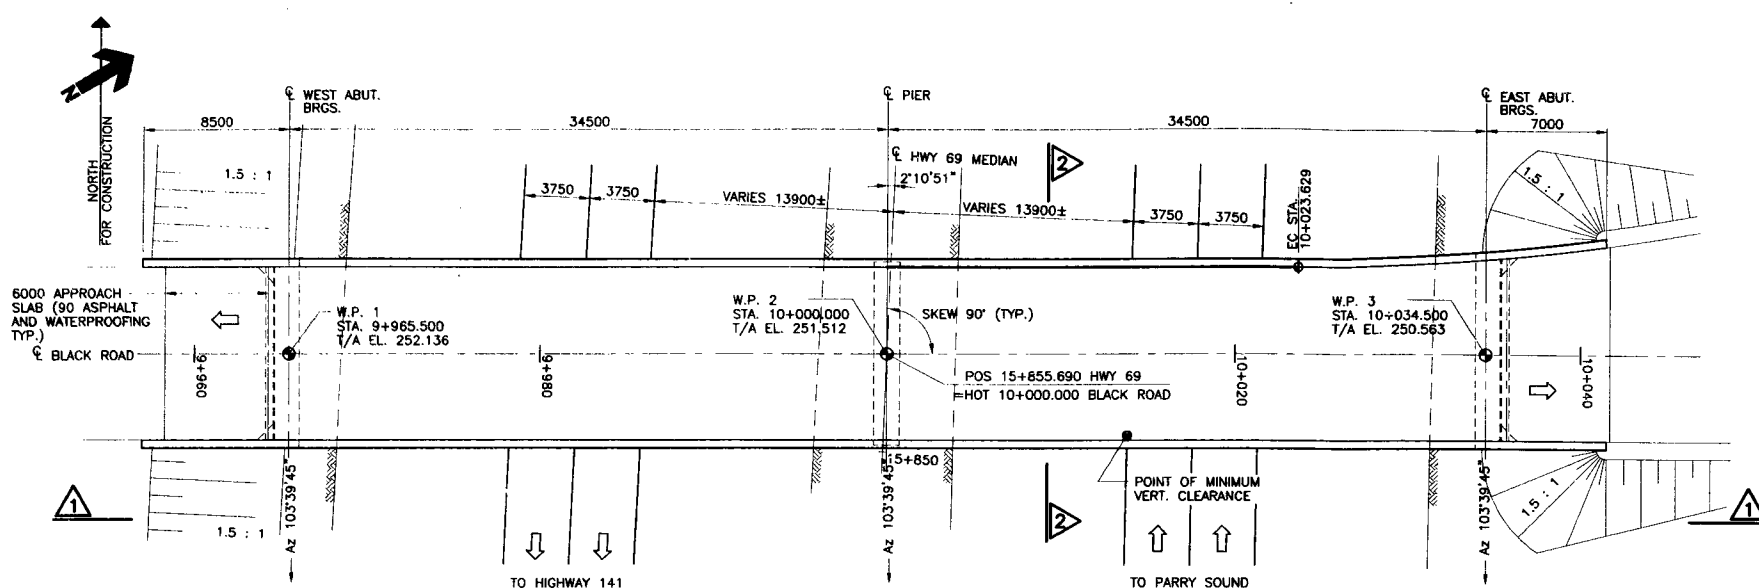 NORTH
FOR CONSTRUCTION
N
℄ WEST ABUT.
BRGS.
℄ PIER
℄ EAST ABUT.
BRGS.
8500
34500
34500
7000
℄ HWY 69 MEDIAN
2°10'51"
2
1.5 : 1
3750
3750
VARIES 13900±
VARIES 13900±
3750
3750
EC STA.
10+023.629
1.5 : 1
6000 APPROACH
SLAB (90 ASPHALT
AND WATERPROOFING
TYP.)
℄ BLACK ROAD
W.P. 1
STA. 9+965.500
T/A EL. 252.136
W.P. 2
STA. 10+000.000
T/A EL. 251.512
SKEW 90° (TYP.)
W.P. 3
STA. 10+034.500
T/A EL. 250.563
9+960
9+980
10+020
10+040
POS 15+855.690 HWY 69
=HOT 10+000.000 BLACK ROAD
15+850
POINT OF MINIMUM
VERT. CLEARANCE
1
1.5 : 1
Az 103°39'45"
Az 103°39'45"
2
Az 103°39'45"
1.5 : 1
1
TO HIGHWAY 141
TO PARRY SOUND